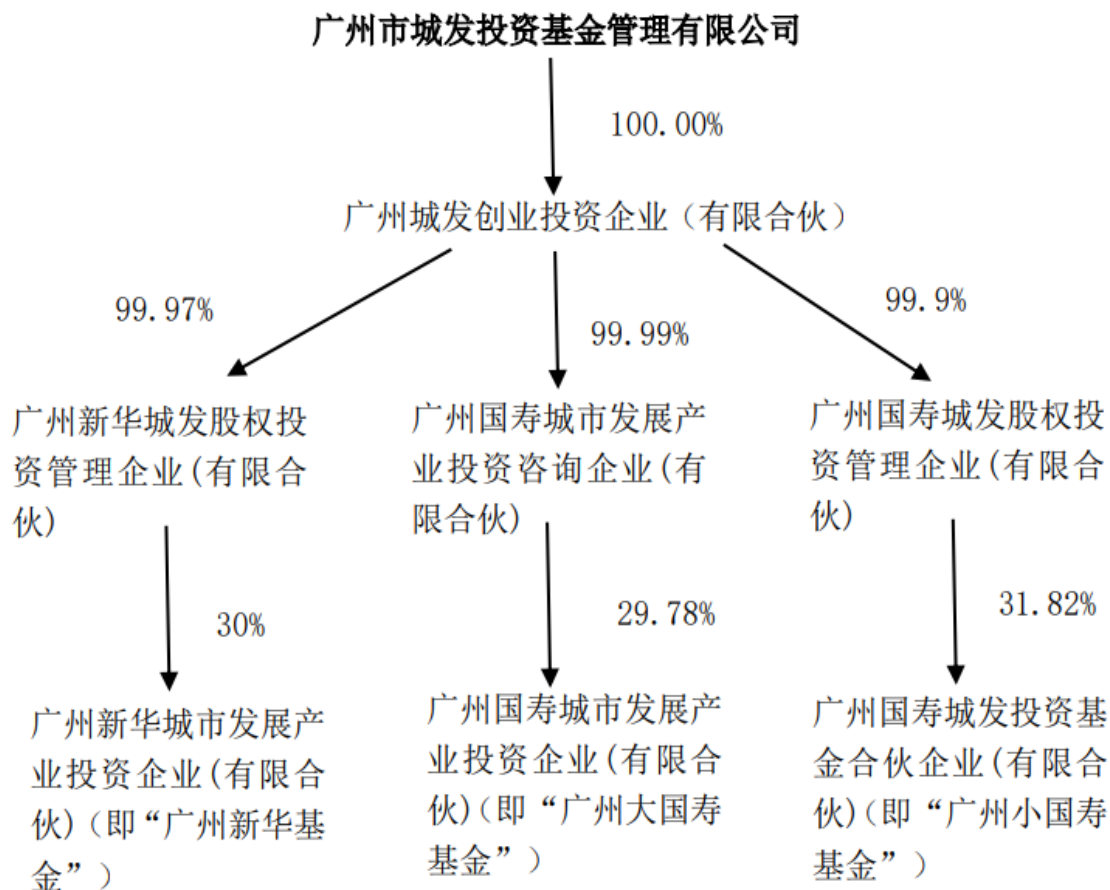 广州市城发投资基金管理有限公司
100.00%
广州城发创业投资企业（有限合伙）
99.97%
99.99%
99.9%
广州新华城发股权投
资管理企业(有限合
伙)
广州国寿城市发展产
业投资咨询企业(有
限合伙)
广州国寿城发股权投
资管理企业(有限合
伙)
30%
29.78%
31.82%
广州新华城市发展产
业投资企业(有限合
伙)（即“广州新华基
金”）
广州国寿城市发展产
业投资企业(有限合
伙)（即“广州大国寿
基金”）
广州国寿城发投资基
金合伙企业(有限合
伙)(即“广州小国寿
基金”）